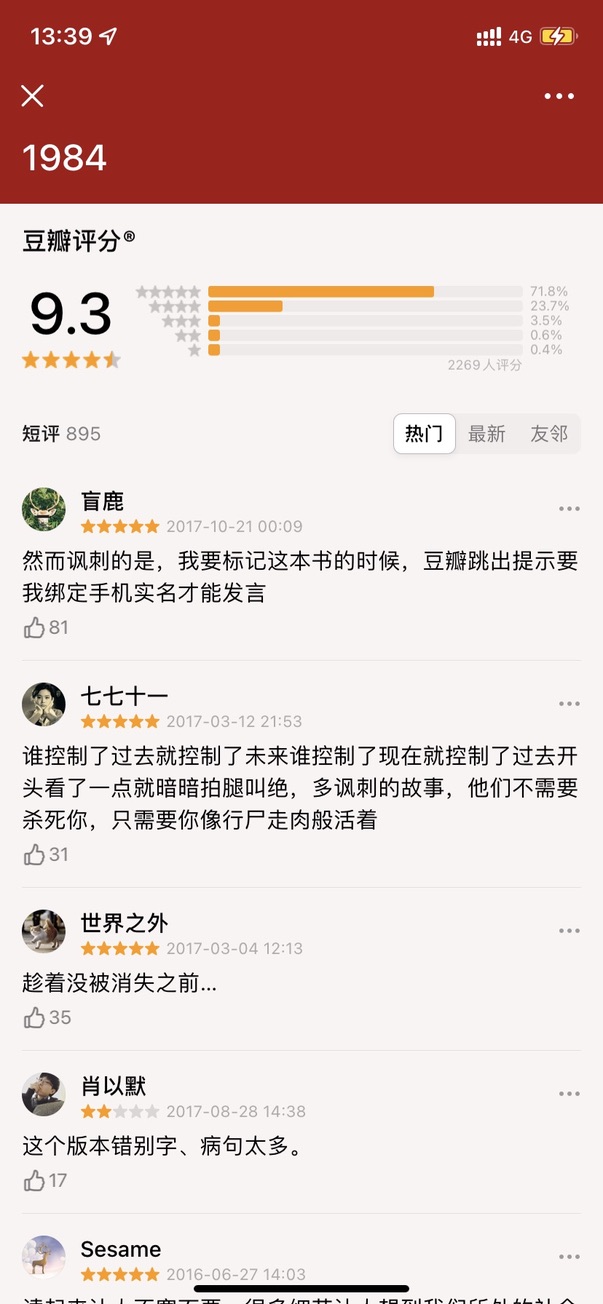 13:39
4G
1984
豆瓣评分®
9.3
71.8%
23.7%
3.5%
0.6%
0.4%
2269人评分
短评 895
热门 最新 友邻
盲鹿
2017-10-21 00:09
然而讽刺的是，我要标记这本书的时候，豆瓣跳出提示要
我绑定手机实名才能发言
81
七七十一
2017-03-12 21:53
谁控制了过去就控制了未来谁控制了现在就控制了过去开
头看了一点就暗暗拍腿叫绝，多讽刺的故事，他们不需要
杀死你，只需要你像行尸走肉般活着
31
世界之外
2017-03-04 12:13
趁着没被消失之前...
35
肖以默
2017-08-28 14:38
这个版本错别字、病句太多。
17
Sesame
2016-06-27 14:03